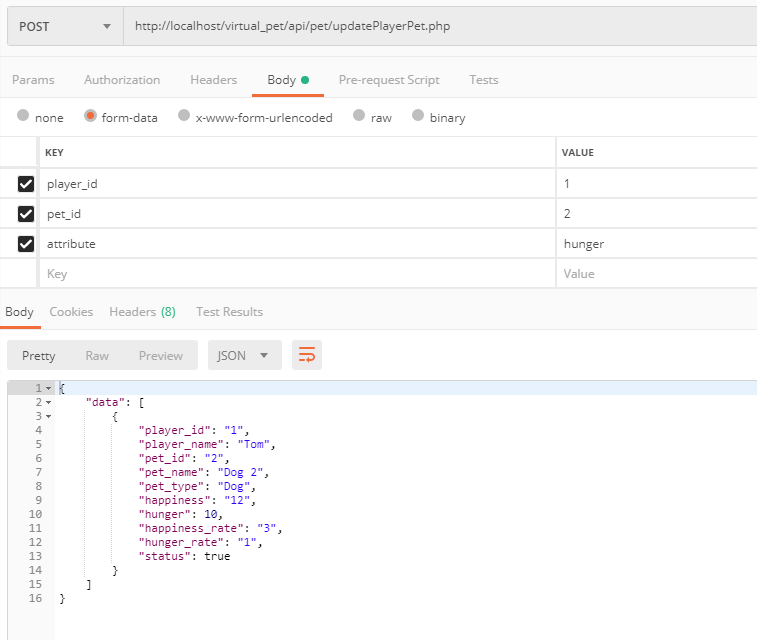 POST http://localhost/virtual_pet/api/pet/updatePlayerPet.php
Params Authorization Headers Body Pre-request Script Tests
none form-data x-www-form-urlencoded raw binary
KEY VALUE
player_id 1
pet_id 2
attribute hunger
Key Value
Body Cookies Headers (8) Test Results
Pretty Raw Preview JSON
1 {
2 "data": [
3 {
4 "player_id": "1",
5 "player_name": "Tom",
6 "pet_id": "2",
7 "pet_name": "Dog 2",
8 "pet_type": "Dog",
9 "happiness": "12",
10 "hunger": 10,
11 "happiness_rate": "3",
12 "hunger_rate": "1",
13 "status": true
14 }
15 ]
16 }